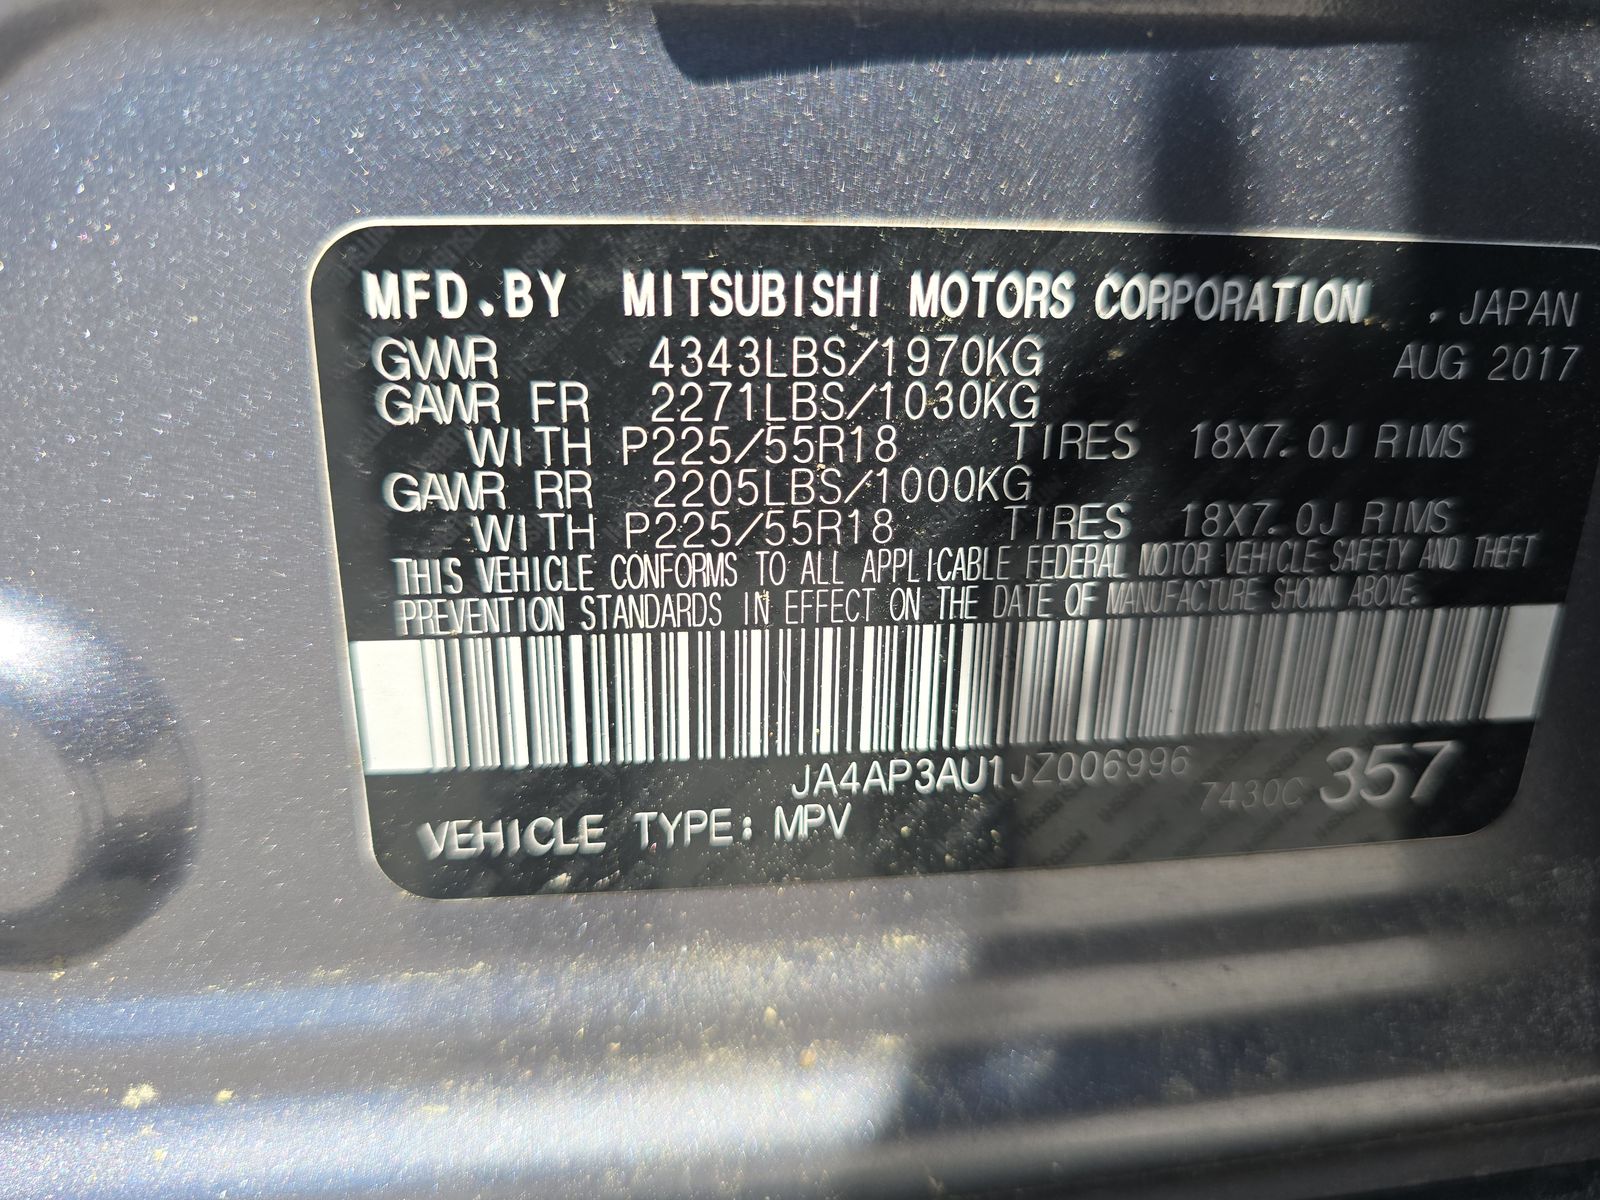 MFD.BY MITSUBISHI MOTORS CORPORATION , JAPAN
GVWR 4343LBS/1970KG AUG 2017
GAWR FR 2271LBS/1030KG
WITH P225/55R18 TIRES 18X7.0J RIMS
GAWR RR 2205LBS/1000KG
WITH P225/55R18 TIRES 18X7.0J RIMS
THIS VEHICLE CONFORMS TO ALL APPLICABLE FEDERAL MOTOR VEHICLE SAFETY AND THEFT
PREVENTION STANDARDS IN EFFECT ON THE DATE OF MANUFACTURE SHOWN ABOVE.
JA4AP3AU1JZ006996
7430C 357
VEHICLE TYPE: MPV